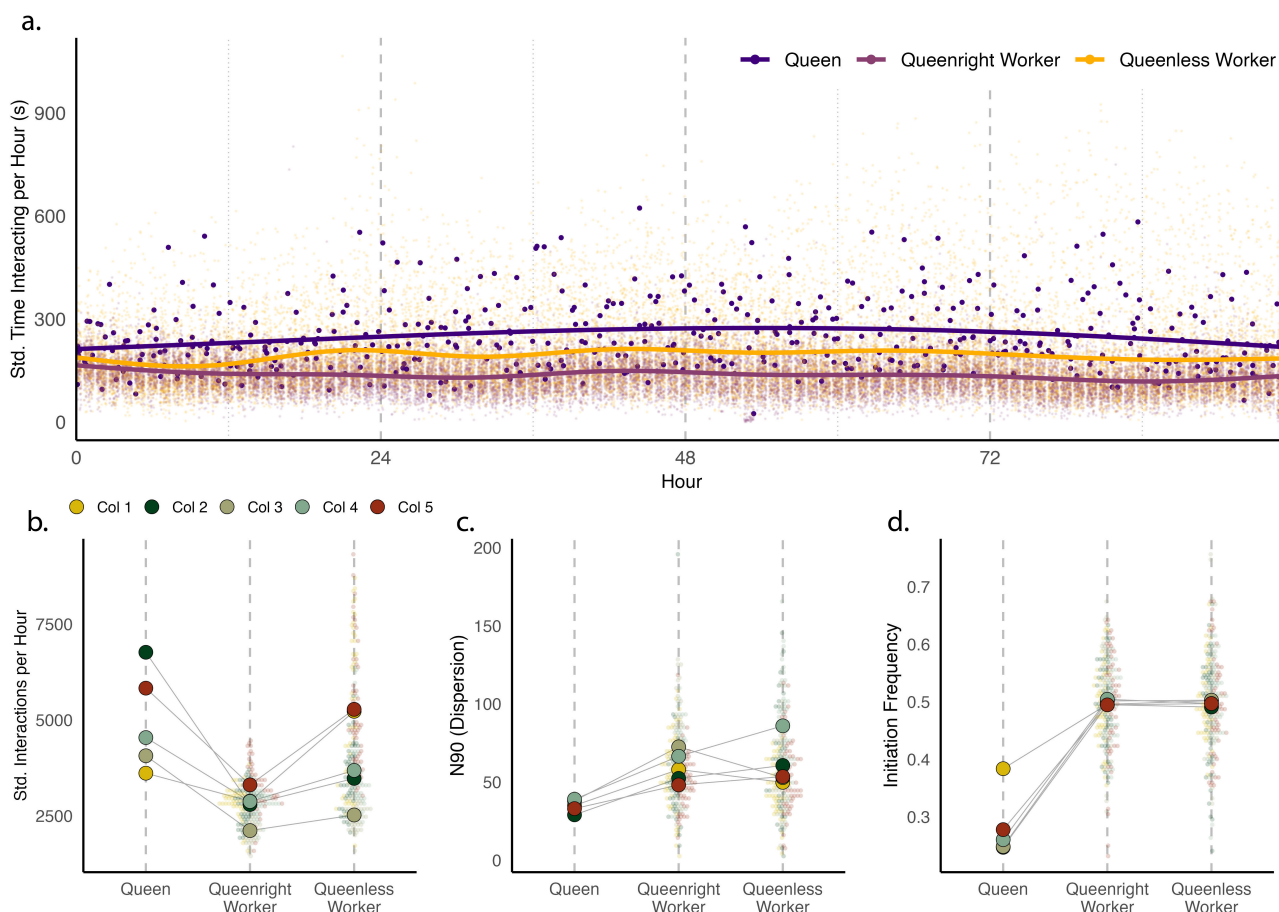 a.
Std. Time Interacting per Hour (s)
Queen Queenright Worker Queenless Worker
900
600
300
0
0 24 48 72
Hour
Col 1 Col 2 Col 3 Col 4 Col 5
b.
Std. Interactions per Hour
7500
5000
2500
Queen Queenright Worker Queenless Worker
c.
N90 (Dispersion)
200
150
100
50
0
Queen Queenright Worker Queenless Worker
d.
Initiation Frequency
0.7
0.6
0.5
0.4
0.3
Queen Queenright Worker Queenless Worker